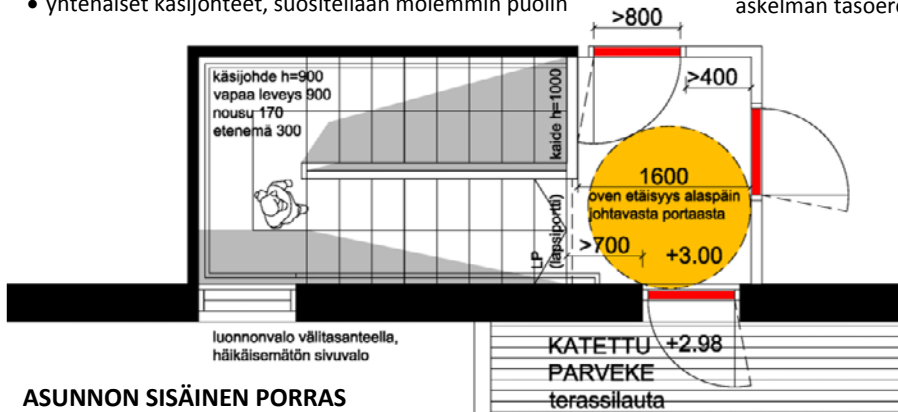 • yhtenäiset käsijohteet, suositellaan molemmin puolin
>800
käsijohde h=900
vapaa leveys 900
nousu 170
etenemä 300
kaide h=1000
>400
1600
oven etäisyys alaspäin
johtavasta portaasta
LP
(lapsiportti)
>700
+3.00
luonnonvalo välitasanteella,
häikäisemätön sivuvalo
KATETTU
+2.98
PARVEKE
terassilauta
ASUNNON SISÄINEN PORRAS